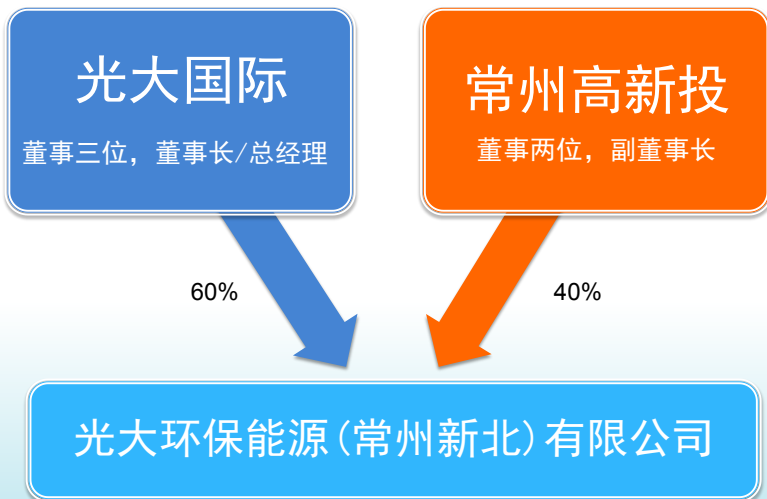 光大国际
董事三位，董事长/总经理
常州高新投
董事两位，副董事长
60%
40%
光大环保能源(常州新北)有限公司